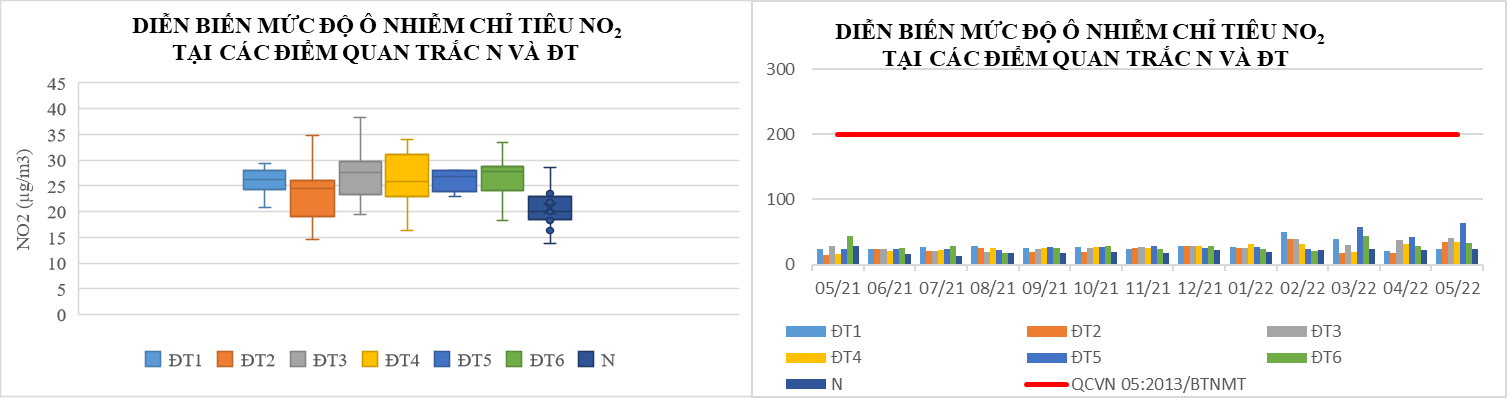 DIỄN BIẾN MỨC ĐỘ Ô NHIỄM CHỈ TIÊU NO₂
TẠI CÁC ĐIỂM QUAN TRẮC N VÀ ĐT
45
40
35
30
25
20
15
10
5
0
NO2 (µg/m3)
ĐT1 ĐT2 ĐT3 ĐT4 ĐT5 ĐT6 N
DIỄN BIẾN MỨC ĐỘ Ô NHIỄM CHỈ TIÊU NO₂
TẠI CÁC ĐIỂM QUAN TRẮC N VÀ ĐT
300
200
100
0
05/21 06/21 07/21 08/21 09/21 10/21 11/21 12/21 01/22 02/22 03/22 04/22 05/22
ĐT1 ĐT2 ĐT3
ĐT4 ĐT5 ĐT6
N QCVN 05:2013/BTNMT